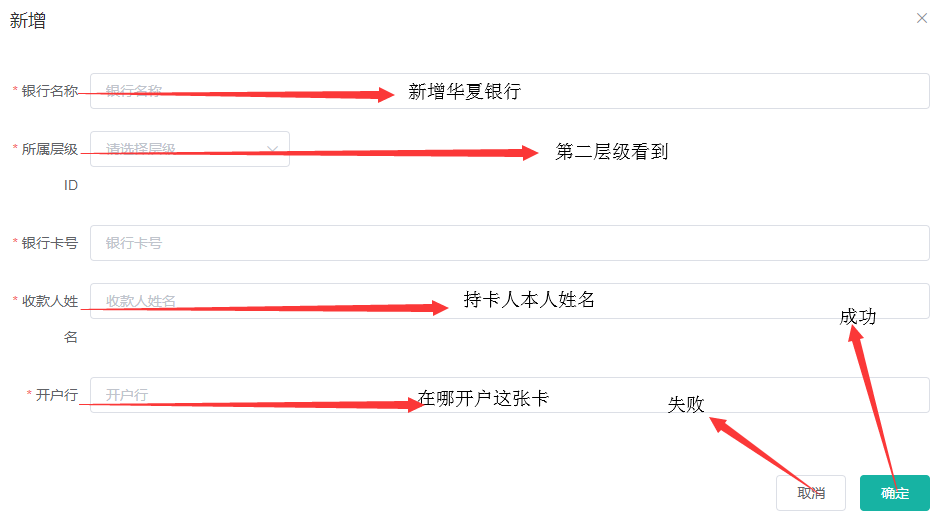 新增
* 银行名称 银行名称 新增华夏银行
* 所属层级 请选择层级 第二层级看到
ID
* 银行卡号 银行卡号
* 收款人姓 收款人姓名 持卡人本人姓名
名
成功
* 开户行 开户行 在哪开户这张卡 失败
取消 确定